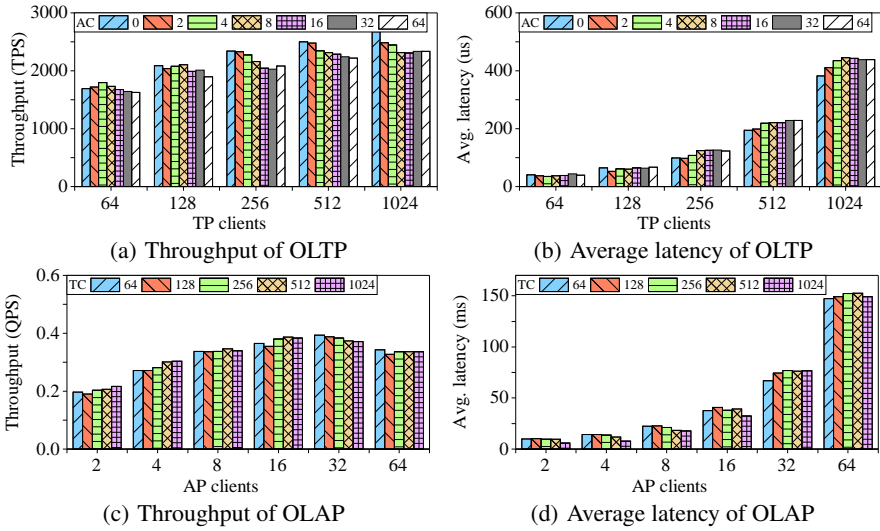 AC 0 2 4 8 16 32 64
3000
2000
1000
0
Throughput (TPS)
64 128 256 512 1024
TP clients
(a) Throughput of OLTP
AC 0 2 4 8 16 32 64
600
400
200
0
Avg. latency (us)
64 128 256 512 1024
TP clients
(b) Average latency of OLTP
TC 64 128 256 512 1024
0.6
0.4
0.2
0.0
Throughput (QPS)
2 4 8 16 32 64
AP clients
(c) Throughput of OLAP
TC 64 128 256 512 1024
150
100
50
0
Avg. latency (ms)
2 4 8 16 32 64
AP clients
(d) Average latency of OLAP